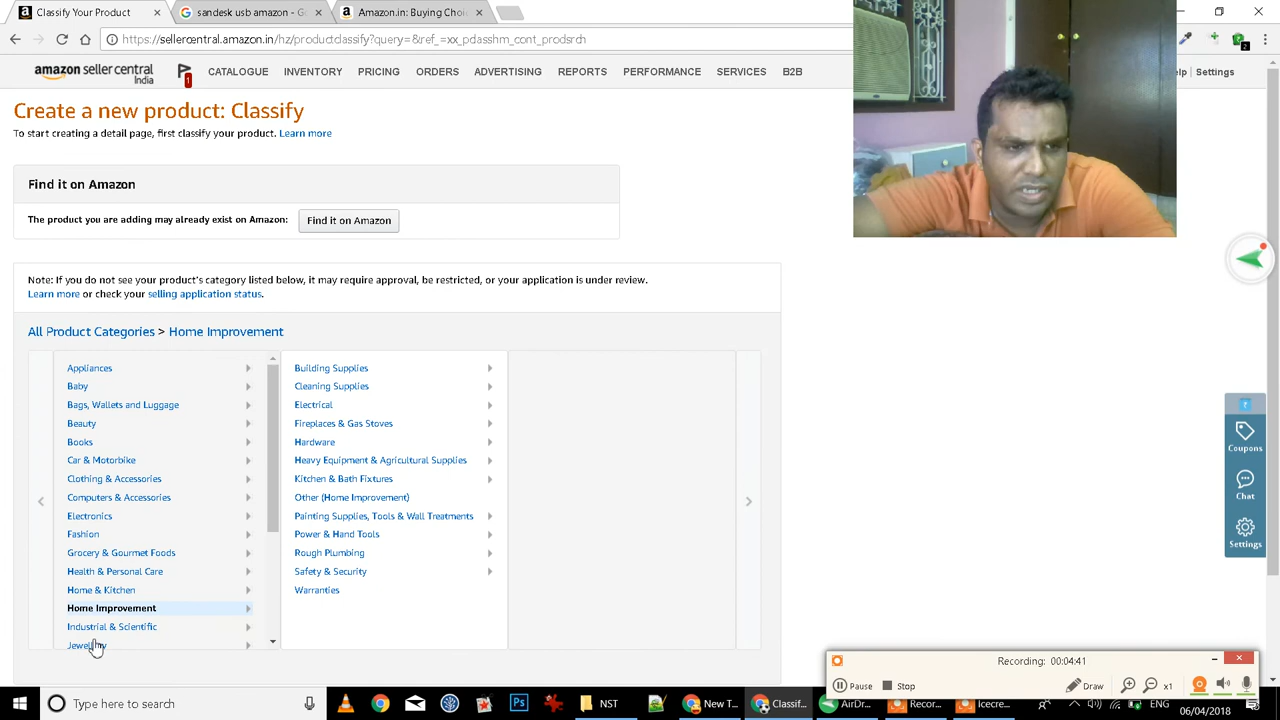 Classify Your Product
sandesk usb amazon - G
Amazon.in: Buying Choi
https://sellercentral.amazon.in/hz/productclassify?query=&ref_=xx_pclasshm_cont_prodsrch
amazon seller central
India
1
CATALOGUE INVENTORY PRICING ORDERS ADVERTISING REPORTS PERFORMANCE SERVICES B2B
Settings
Create a new product: Classify
To start creating a detail page, first classify your product. Learn more
Find it on Amazon
The product you are adding may already exist on Amazon: Find it on Amazon
Note: If you do not see your product's category listed below, it may require approval, be restricted, or your application is under review.
Learn more or check your selling application status.
All Product Categories > Home Improvement
Appliances
Baby
Bags, Wallets and Luggage
Beauty
Books
Car & Motorbike
Clothing & Accessories
Computers & Accessories
Electronics
Fashion
Grocery & Gourmet Foods
Health & Personal Care
Home & Kitchen
Home Improvement
Industrial & Scientific
Jewellery
Building Supplies
Cleaning Supplies
Electrical
Fireplaces & Gas Stoves
Hardware
Heavy Equipment & Agricultural Supplies
Kitchen & Bath Fixtures
Other (Home Improvement)
Painting Supplies, Tools & Wall Treatments
Power & Hand Tools
Rough Plumbing
Safety & Security
Warranties
Coupons
Chat
Settings
Recording: 00:04:41
Pause Stop Draw x1
Type here to search
NST
New T...
Classif...
AirDr...
Recor...
Icecre...
ENG
06/04/2018